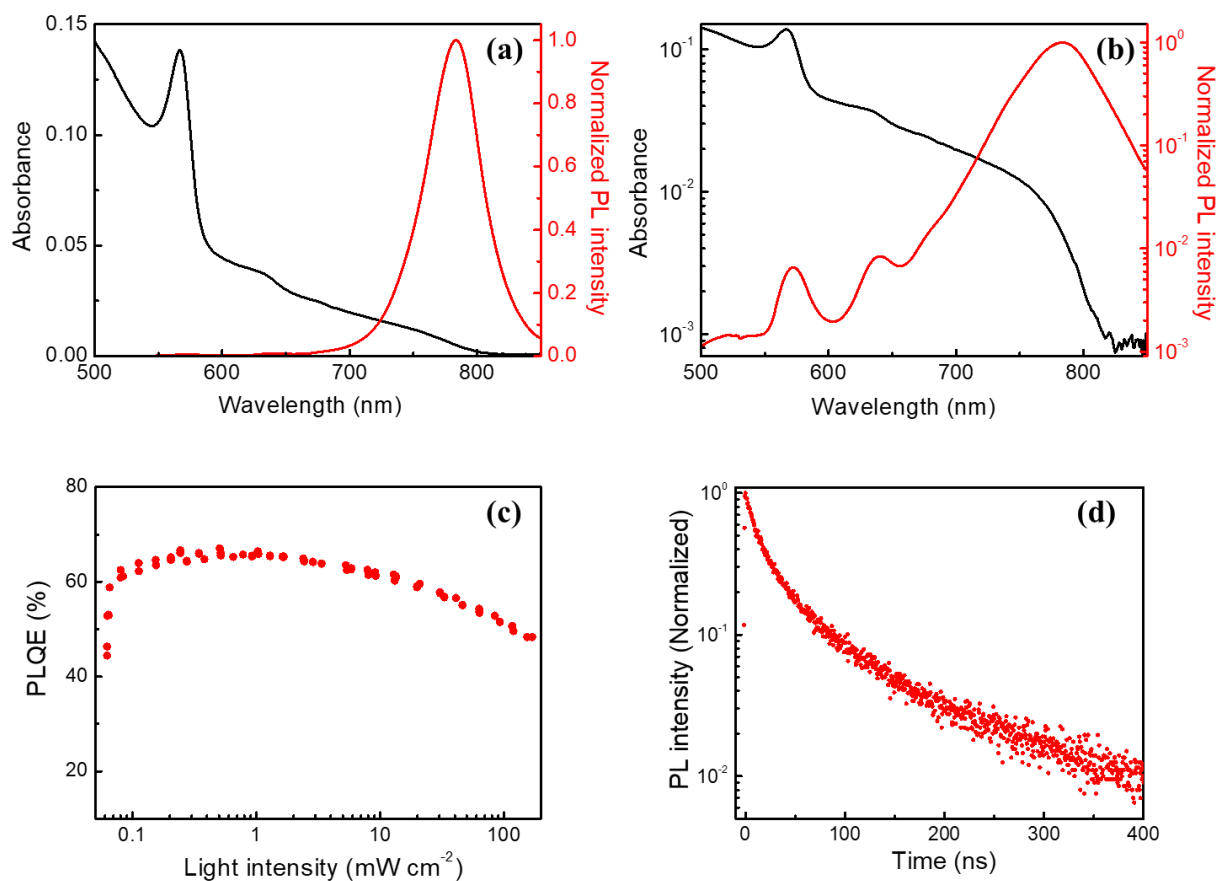 (a)
0.15
0.10
0.05
0.00
Absorbance
500
600
700
800
Wavelength (nm)
1.0
0.8
0.6
0.4
0.2
0.0
Normalized PL intensity
(b)
10⁻¹
10⁻²
10⁻³
Absorbance
500
600
700
800
Wavelength (nm)
10⁰
10⁻¹
10⁻²
10⁻³
Normalized PL intensity
(c)
80
60
40
20
PLQE (%)
0.1
1
10
100
Light intensity (mW cm⁻²)
(d)
10⁰
10⁻¹
10⁻²
PL intensity (Normalized)
0
100
200
300
400
Time (ns)